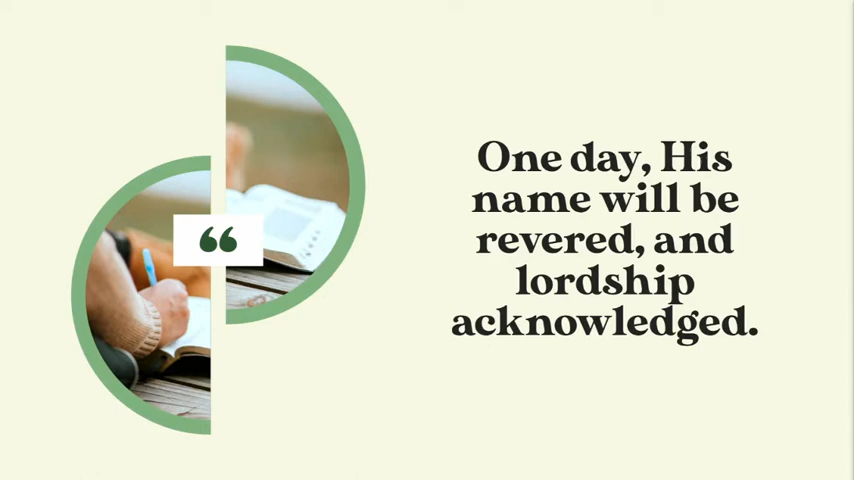 One day, His
name will be
revered, and
lordship
acknowledged.